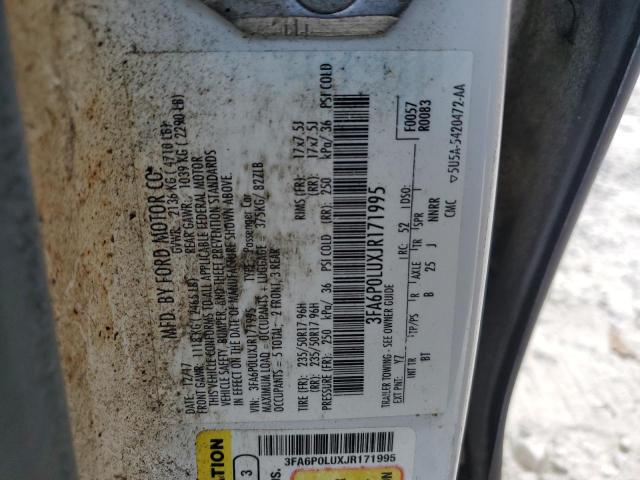 MFD. BY FORD MOTOR CO.
12/17 GVWR: 2136 KG (4710 LB)
FRONT GAWR: 1118KG (2465LB) REAR GAWR: 1039 KG (2290 LB)
THIS VEHICLE CONFORMS TO ALL APPLICABLE FEDERAL MOTOR
VEHICLE SAFETY, BUMPER, AND THEFT PREVENTION STANDARDS
IN EFFECT ON THE DATE OF MANUFACTURE SHOWN ABOVE.
VIN: 3FA6P0LUXJR171995 TYPE: Passenger Car
MAXIMUM LOAD = OCCUPANTS + LUGGAGE = 375KG/ 827LB
OCCUPANTS = 5 TOTAL- 2 FRONT, 3 REAR
TIRE (FR): 235/50R17 96H RIMS (FR): 17x7.5J
(RR): 235/50R17 96H (RR): 17x7.5J
PRESSURE (FR): 250 kPa/ 36 PSI COLD (RR): 250 kPa/ 36 PSI COLD
3FA6P0LUXJR171995
F0057
R0083
TRAILER TOWING - SEE OWNER GUIDE
EXT PNT: YZ RC: 52 DSO:
INT TR TP/PS R AXLE TR SPR
BT B 25 J NNRR
CMC
▽5U5A-5420472-AA
3
3FA6P0LUXJR171995